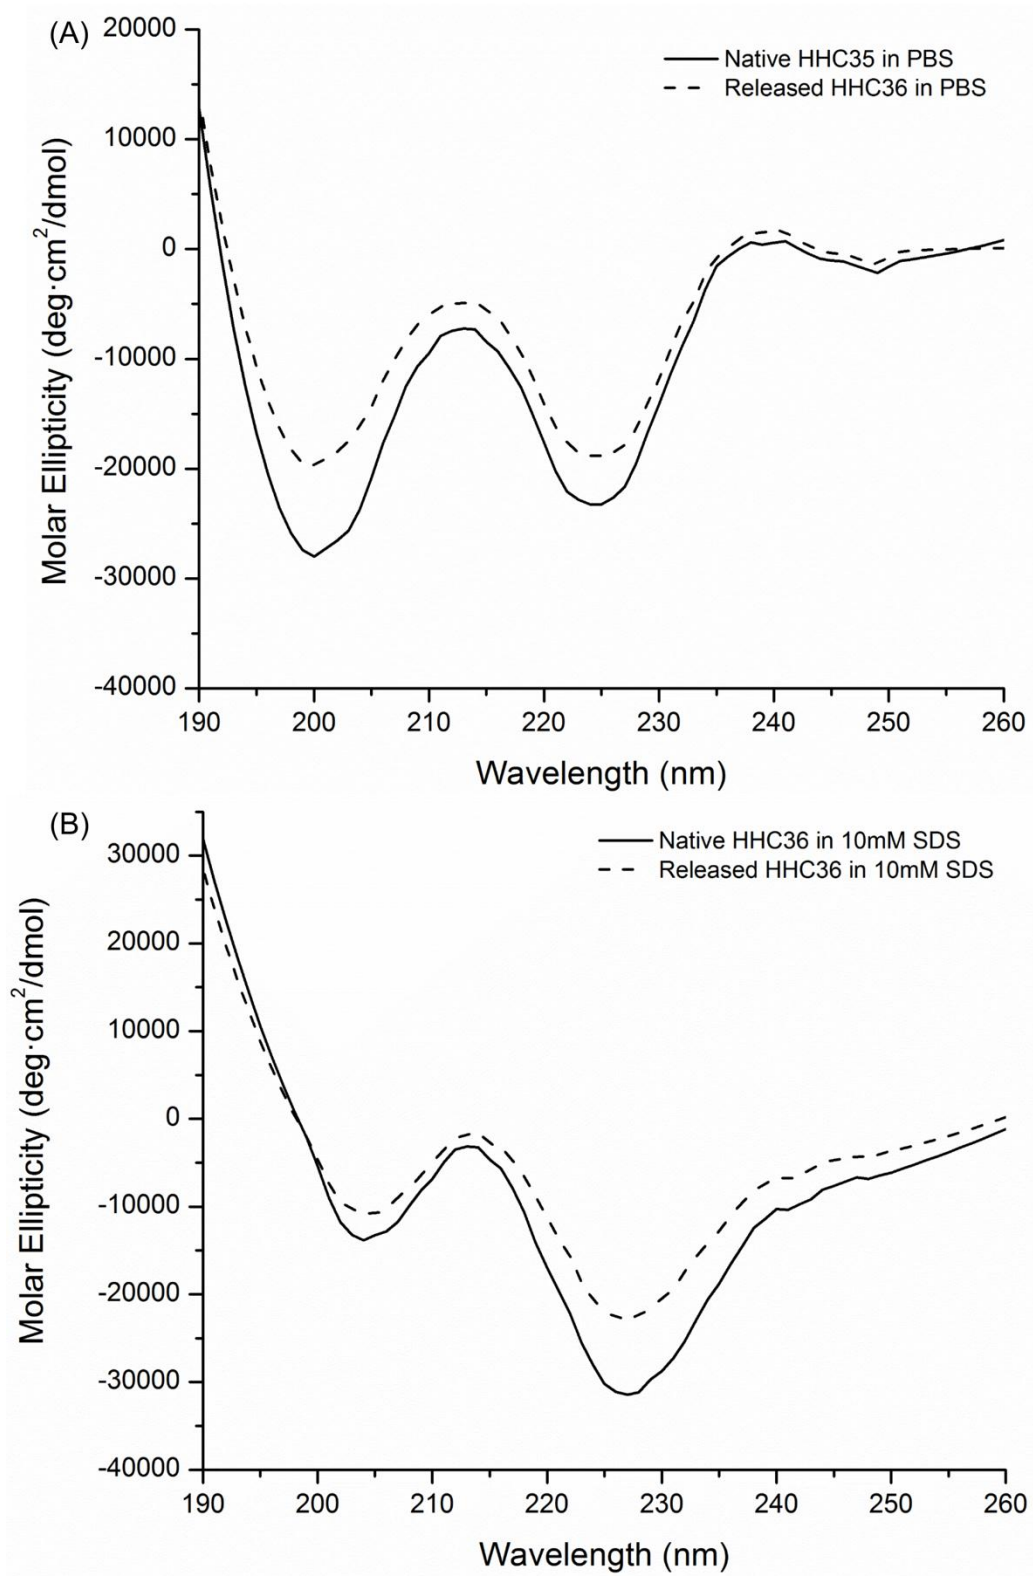 (A)
20000
10000
0
-10000
-20000
-30000
-40000
Molar Ellipticity (deg·cm²/dmol)
Native HHC35 in PBS
Released HHC36 in PBS
190 200 210 220 230 240 250 260
Wavelength (nm)
(B)
30000
20000
10000
0
-10000
-20000
-30000
-40000
Molar Ellipticity (deg·cm²/dmol)
Native HHC36 in 10mM SDS
Released HHC36 in 10mM SDS
190 200 210 220 230 240 250 260
Wavelength (nm)